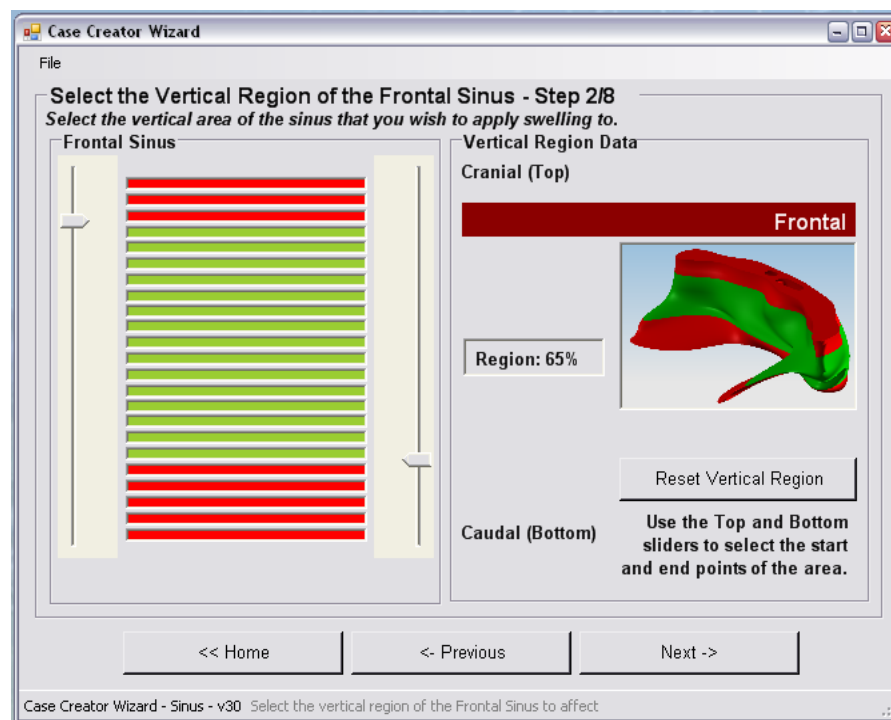 Case Creator Wizard
File
Select the Vertical Region of the Frontal Sinus - Step 2/8
Select the vertical area of the sinus that you wish to apply swelling to.
Frontal Sinus
Vertical Region Data
Cranial (Top)
Frontal
Region: 65%
Reset Vertical Region
Caudal (Bottom)
Use the Top and Bottom
sliders to select the start
and end points of the area.
<< Home
<- Previous
Next ->
Case Creator Wizard - Sinus - v30 Select the vertical region of the Frontal Sinus to affect